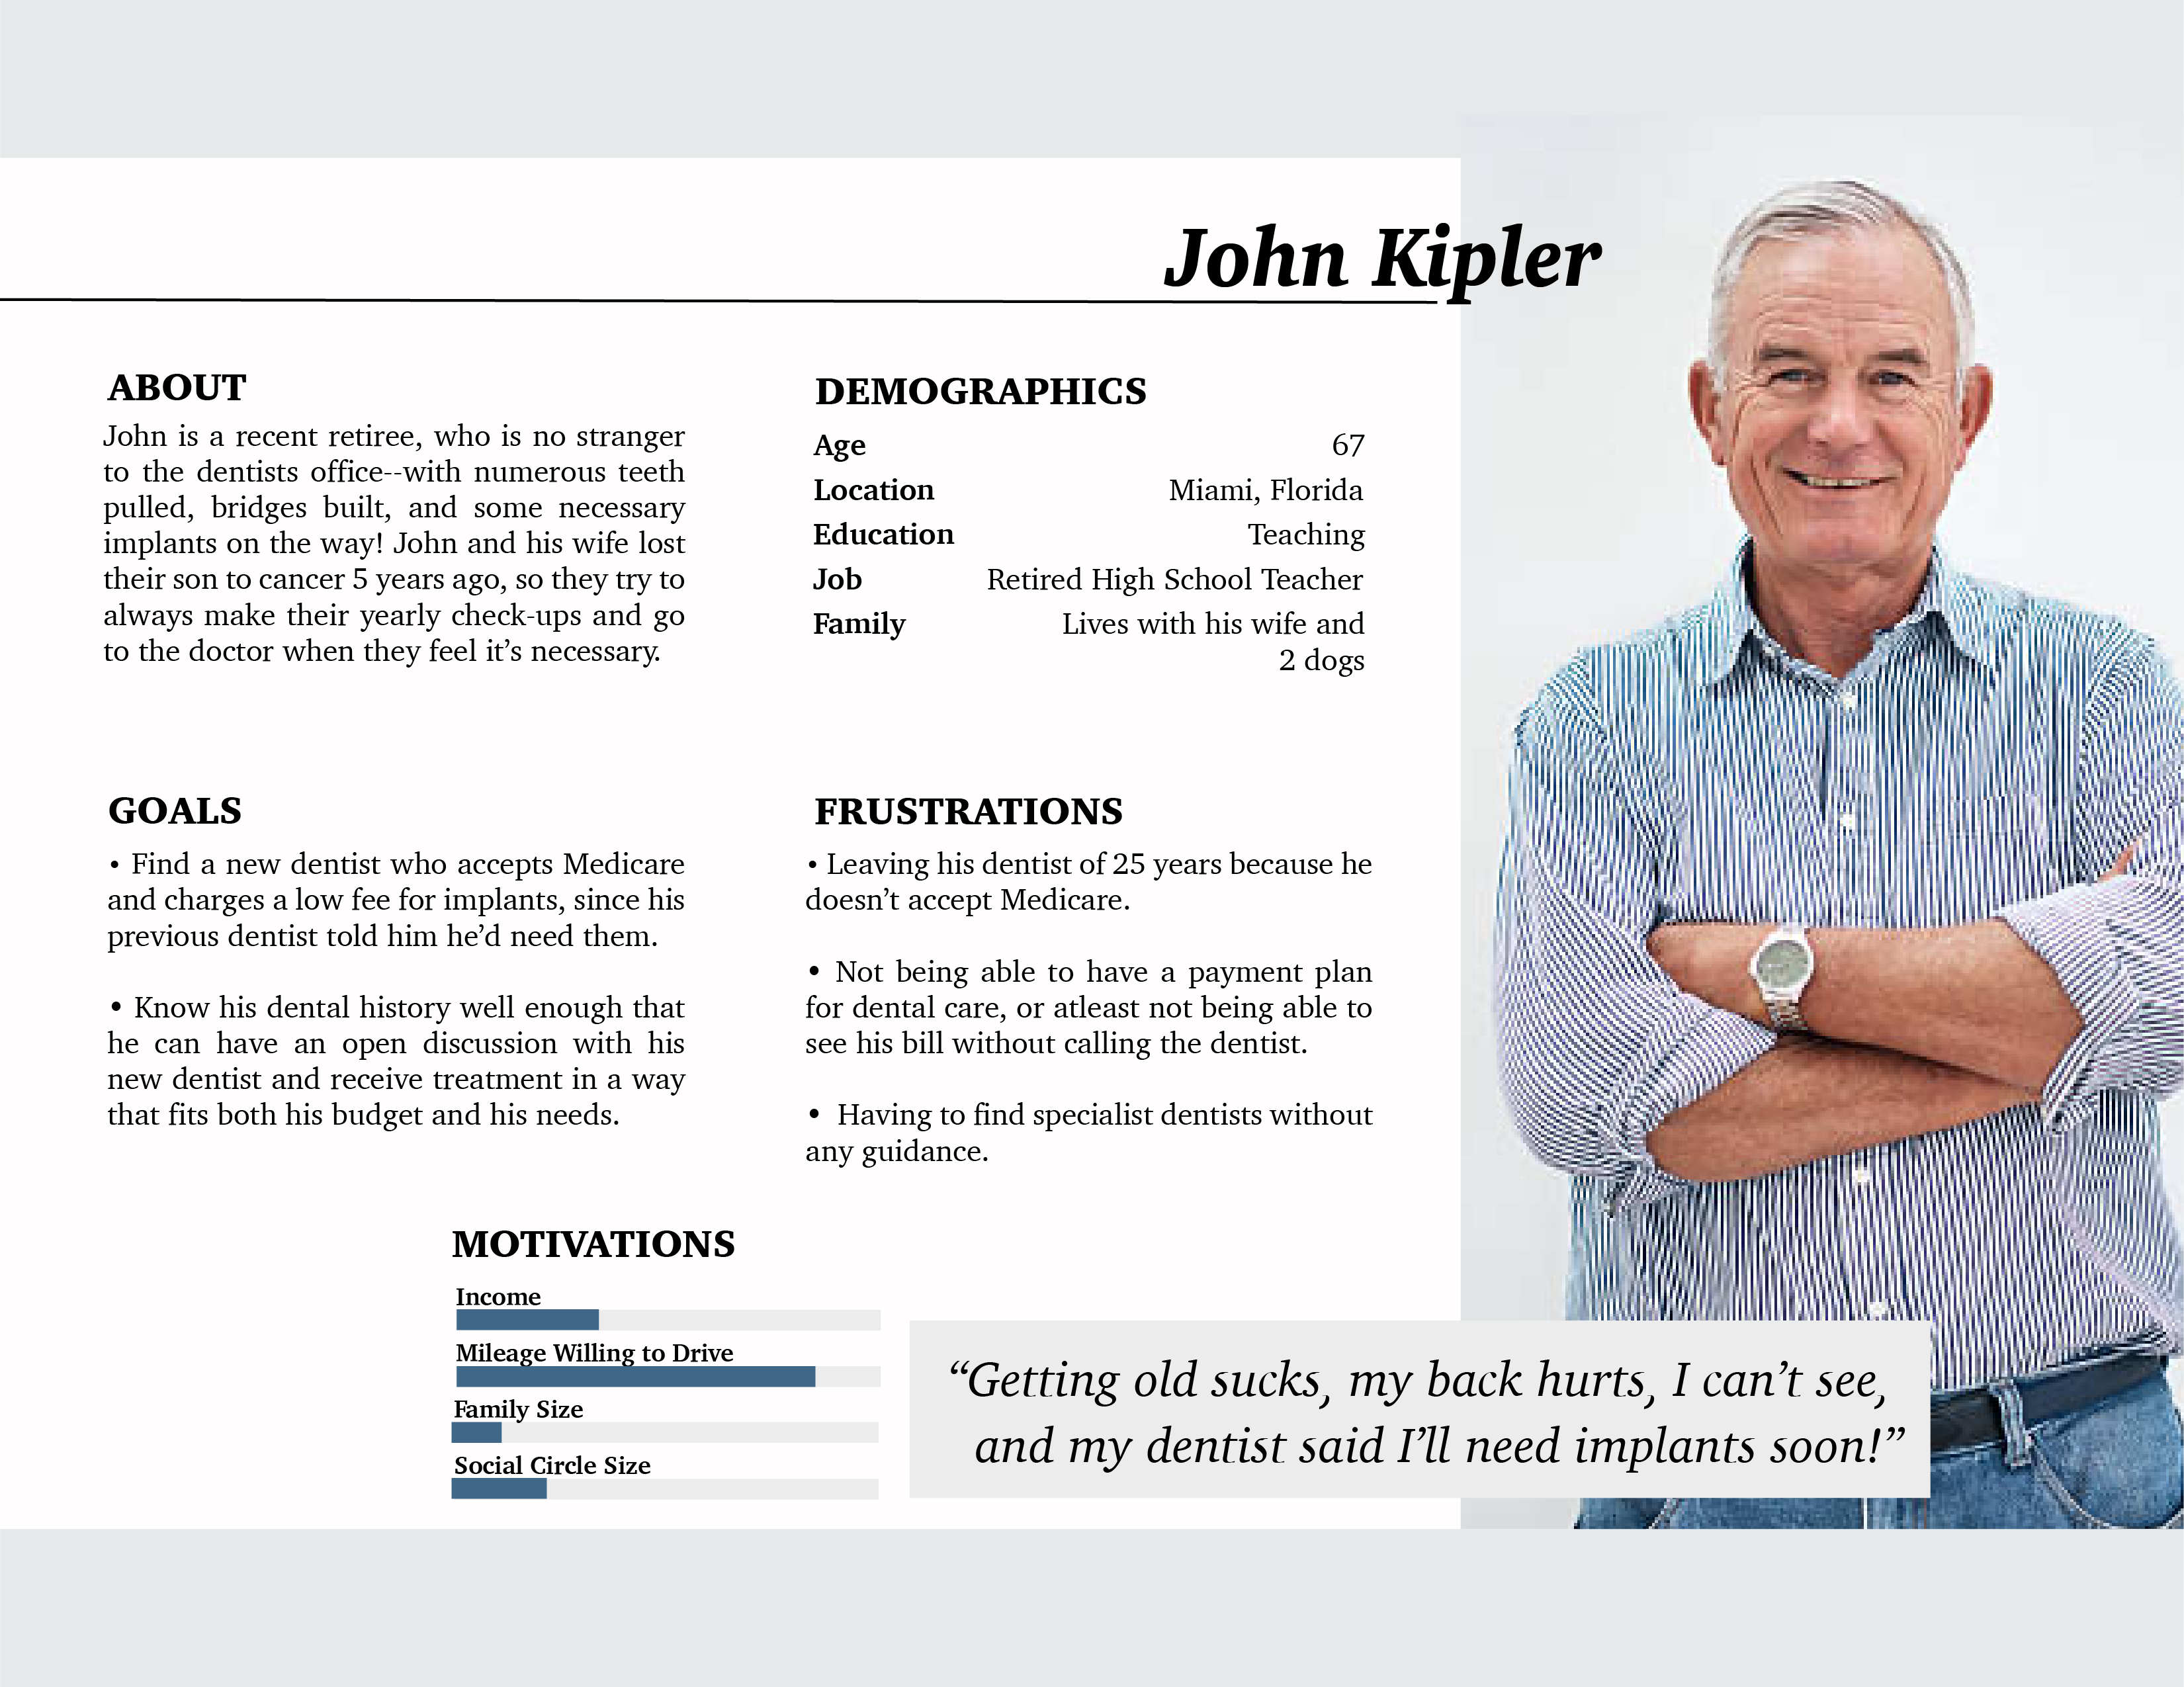 John Kipler
ABOUT
John is a recent retiree, who is no stranger
to the dentists office--with numerous teeth
pulled, bridges built, and some necessary
implants on the way! John and his wife lost
their son to cancer 5 years ago, so they try to
always make their yearly check-ups and go
to the doctor when they feel it’s necessary.
DEMOGRAPHICS
Age 67
Location Miami, Florida
Education Teaching
Job Retired High School Teacher
Family Lives with his wife and
2 dogs
GOALS
• Find a new dentist who accepts Medicare
and charges a low fee for implants, since his
previous dentist told him he’d need them.
• Know his dental history well enough that
he can have an open discussion with his
new dentist and receive treatment in a way
that fits both his budget and his needs.
FRUSTRATIONS
• Leaving his dentist of 25 years because he
doesn’t accept Medicare.
• Not being able to have a payment plan
for dental care, or atleast not being able to
see his bill without calling the dentist.
• Having to find specialist dentists without
any guidance.
MOTIVATIONS
Income
Mileage Willing to Drive
Family Size
Social Circle Size
“Getting old sucks, my back hurts, I can’t see,
and my dentist said I’ll need implants soon!”